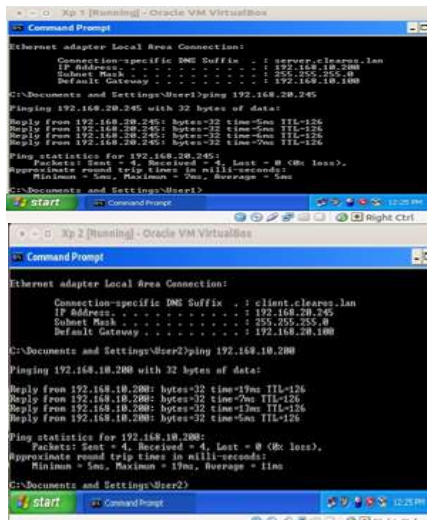 Xp 1 [Running] - Oracle VM VirtualBox
Command Prompt
Ethernet adapter Local Area Connection:
Connection-specific DNS Suffix . : server.clearos.lan
IP Address. . . . . . . . . . . . : 192.168.10.200
Subnet Mask . . . . . . . . . . . : 255.255.255.0
Default Gateway . . . . . . . . . : 192.168.10.100
C:\Documents and Settings\User1>ping 192.168.20.245
Pinging 192.168.20.245 with 32 bytes of data:
Reply from 192.168.20.245: bytes=32 time=5ms TTL=126
Reply from 192.168.20.245: bytes=32 time=7ms TTL=126
Reply from 192.168.20.245: bytes=32 time=6ms TTL=126
Reply from 192.168.20.245: bytes=32 time=5ms TTL=126
Ping statistics for 192.168.20.245:
Packets: Sent = 4, Received = 4, Lost = 0 (0% loss),
Approximate round trip times in milli-seconds:
Minimum = 5ms, Maximum = 7ms, Average = 5ms
C:\Documents and Settings\User1>
start Command Prompt 12:25 PM
Right Ctrl
Xp 2 [Running] - Oracle VM VirtualBox
Command Prompt
Ethernet adapter Local Area Connection:
Connection-specific DNS Suffix . : client.clearos.lan
IP Address. . . . . . . . . . . . : 192.168.20.245
Subnet Mask . . . . . . . . . . . : 255.255.255.0
Default Gateway . . . . . . . . . : 192.168.20.100
C:\Documents and Settings\User2>ping 192.168.10.200
Pinging 192.168.10.200 with 32 bytes of data:
Reply from 192.168.10.200: bytes=32 time=19ms TTL=126
Reply from 192.168.10.200: bytes=32 time=7ms TTL=126
Reply from 192.168.10.200: bytes=32 time=13ms TTL=126
Reply from 192.168.10.200: bytes=32 time=5ms TTL=126
Ping statistics for 192.168.10.200:
Packets: Sent = 4, Received = 4, Lost = 0 (0% loss),
Approximate round trip times in milli-seconds:
Minimum = 5ms, Maximum = 19ms, Average = 11ms
C:\Documents and Settings\User2>
start Command Prompt 12:25 PM